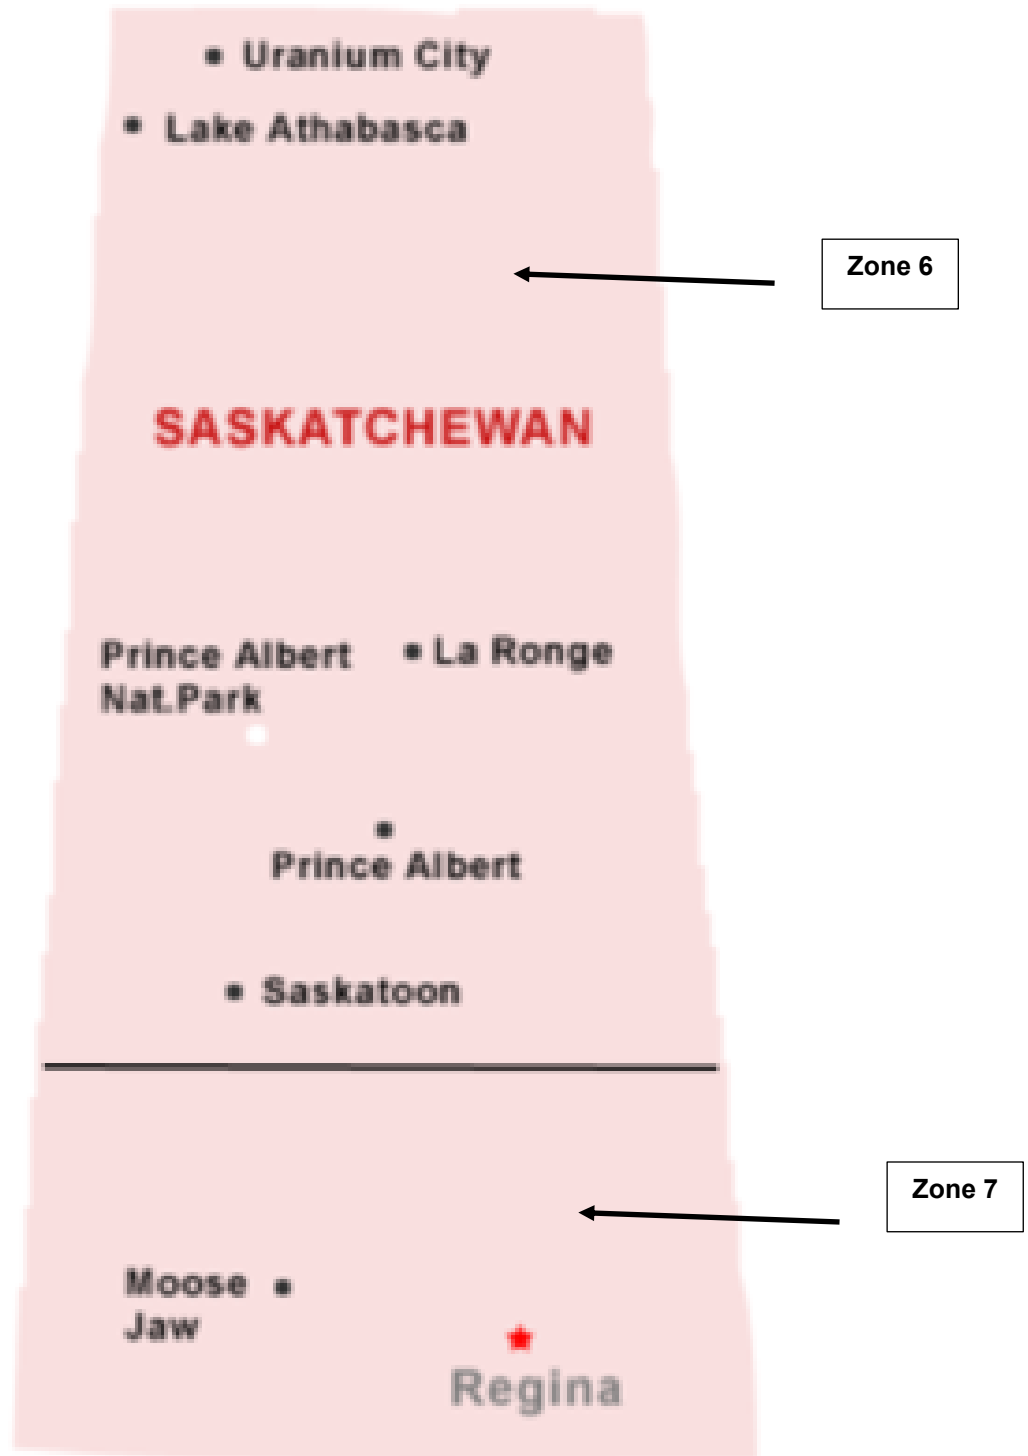 Uranium City
Lake Athabasca
Zone 6
SASKATCHEWAN
Prince Albert
Nat.Park
La Ronge
Prince Albert
Saskatoon
Zone 7
Moose
Jaw
Regina